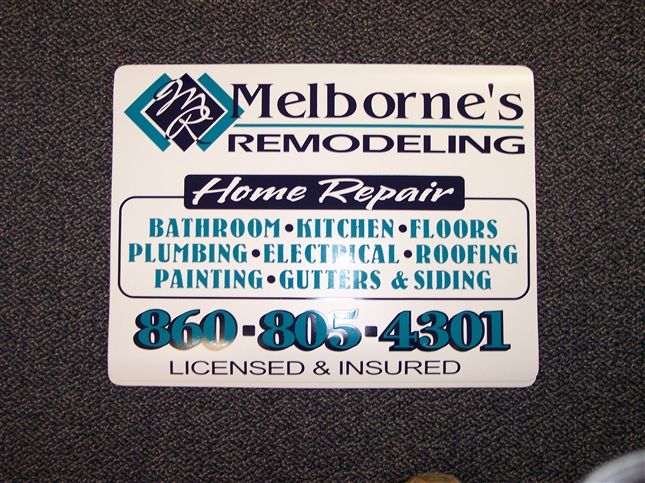 MR
Melborne's
REMODELING
Home Repair
BATHROOM • KITCHEN • FLOORS
PLUMBING • ELECTRICAL • ROOFING
PAINTING • GUTTERS & SIDING
860-805-4301
LICENSED & INSURED